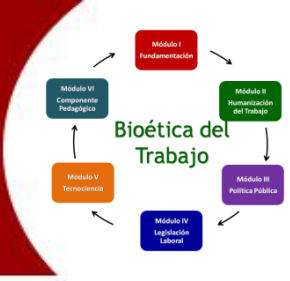 Módulo I
Fundamentación
Módulo II
Humanización
del Trabajo
Módulo III
Política Pública
Módulo IV
Legislación
Laboral
Módulo V
Tecnociencia
Módulo VI
Componente
Pedagógico
Bioética del
Trabajo